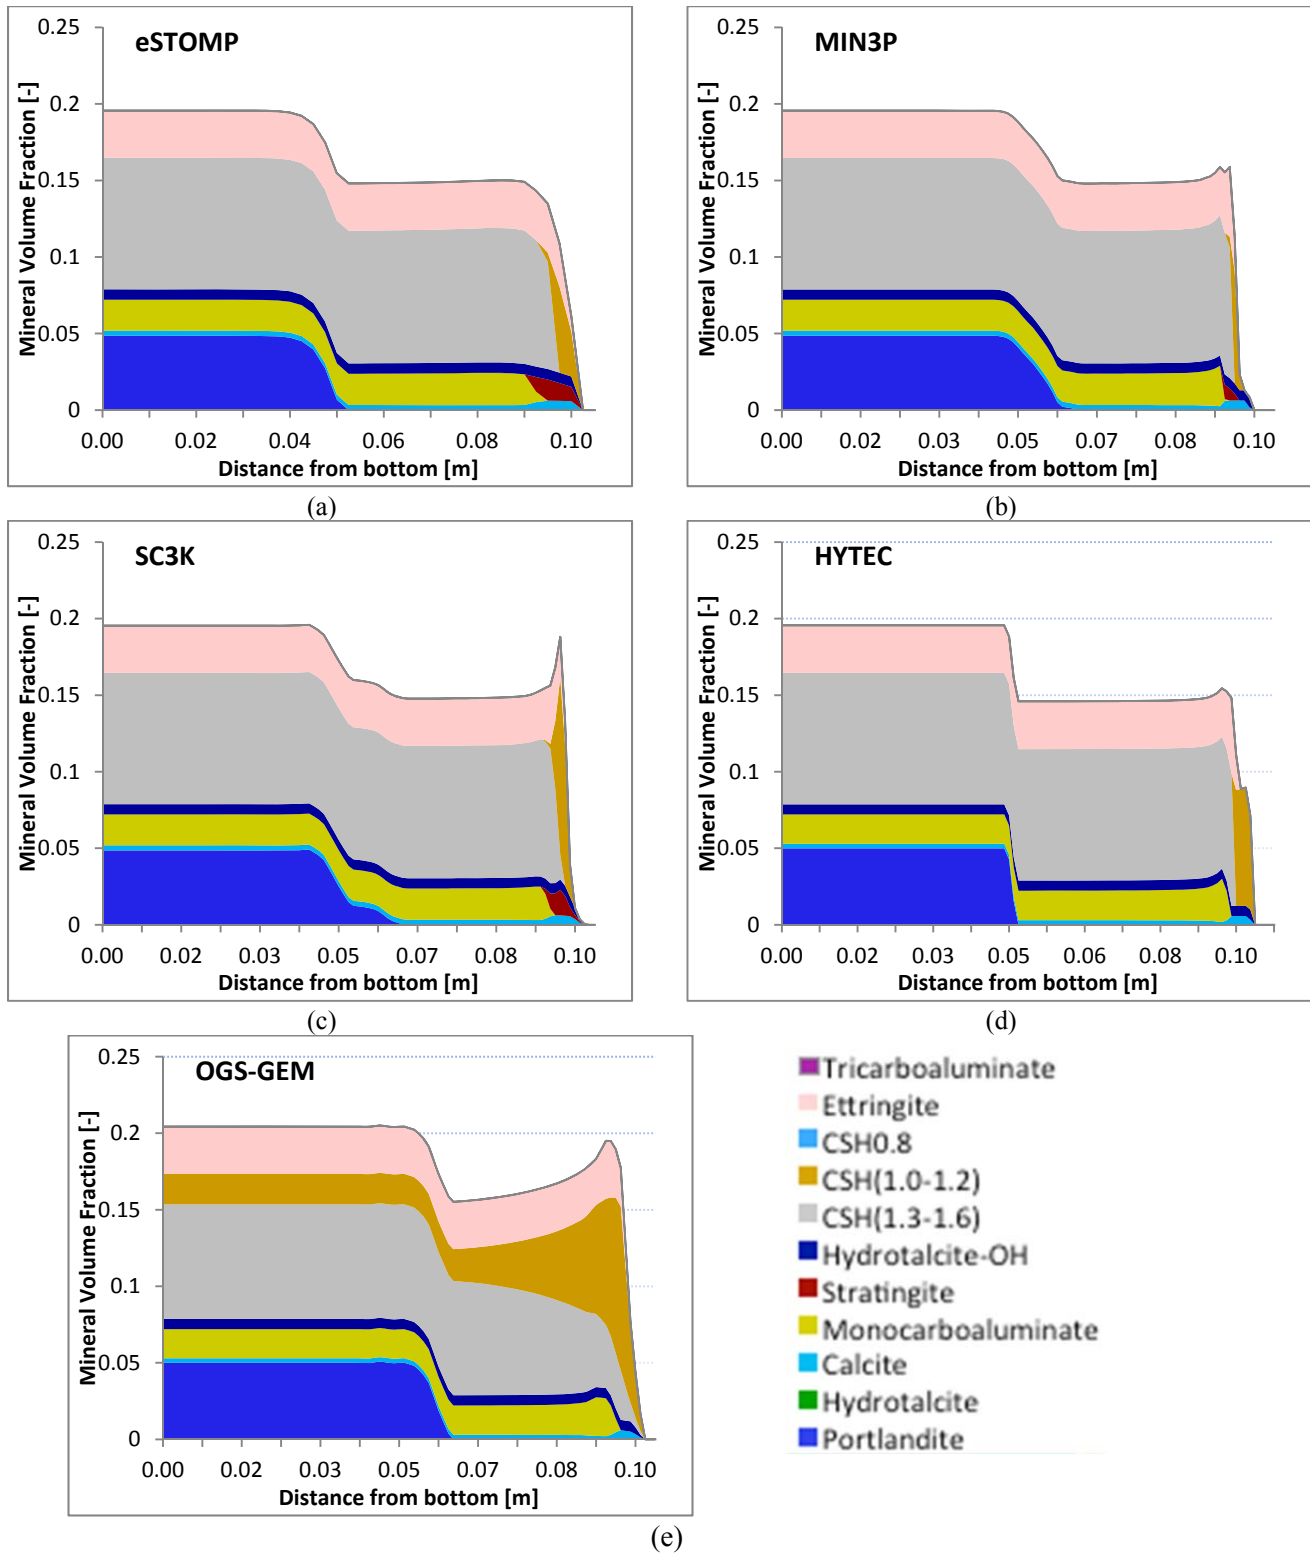 eSTOMP
Mineral Volume Fraction [-]
0.25
0.2
0.15
0.1
0.05
0
0.00 0.02 0.04 0.06 0.08 0.10
Distance from bottom [m]
(a)
MIN3P
Mineral Volume Fraction [-]
0.25
0.2
0.15
0.1
0.05
0
0.00 0.02 0.03 0.05 0.07 0.08 0.10
Distance from bottom [m]
(b)
SC3K
Mineral Volume Fraction [-]
0.25
0.2
0.15
0.1
0.05
0
0.00 0.02 0.03 0.05 0.07 0.08 0.10
Distance from bottom [m]
(c)
HYTEC
Mineral Volume Fraction [-]
0.25
0.2
0.15
0.1
0.05
0
0.00 0.02 0.03 0.05 0.07 0.08 0.10
Distance from bottom [m]
(d)
OGS-GEM
Mineral Volume Fraction [-]
0.25
0.2
0.15
0.1
0.05
0
0.00 0.02 0.03 0.05 0.07 0.08 0.10
Distance from bottom [m]
(e)
Tricarboaluminate
Ettringite
CSH0.8
CSH(1.0-1.2)
CSH(1.3-1.6)
Hydrotalcite-OH
Stratingite
Monocarboaluminate
Calcite
Hydrotalcite
Portlandite